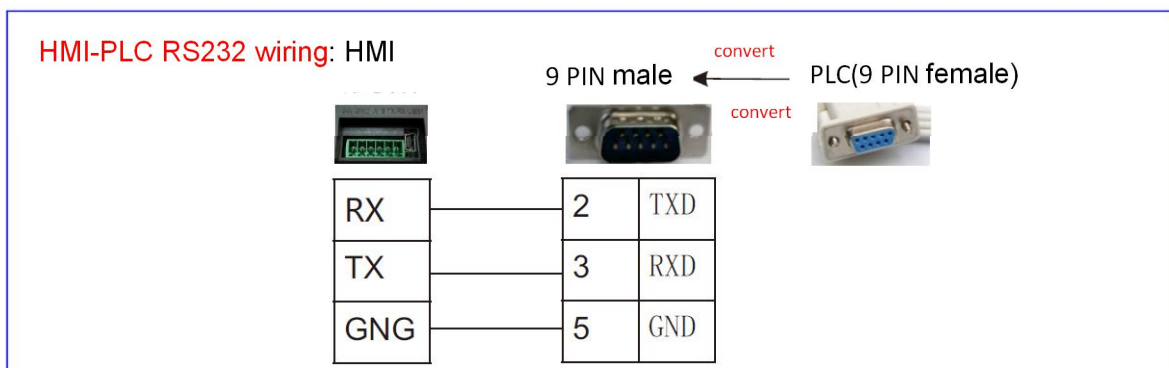 HMI-PLC RS232 wiring: HMI
convert
9 PIN male
PLC(9 PIN female)
convert
RX 2 TXD
TX 3 RXD
GNG 5 GND